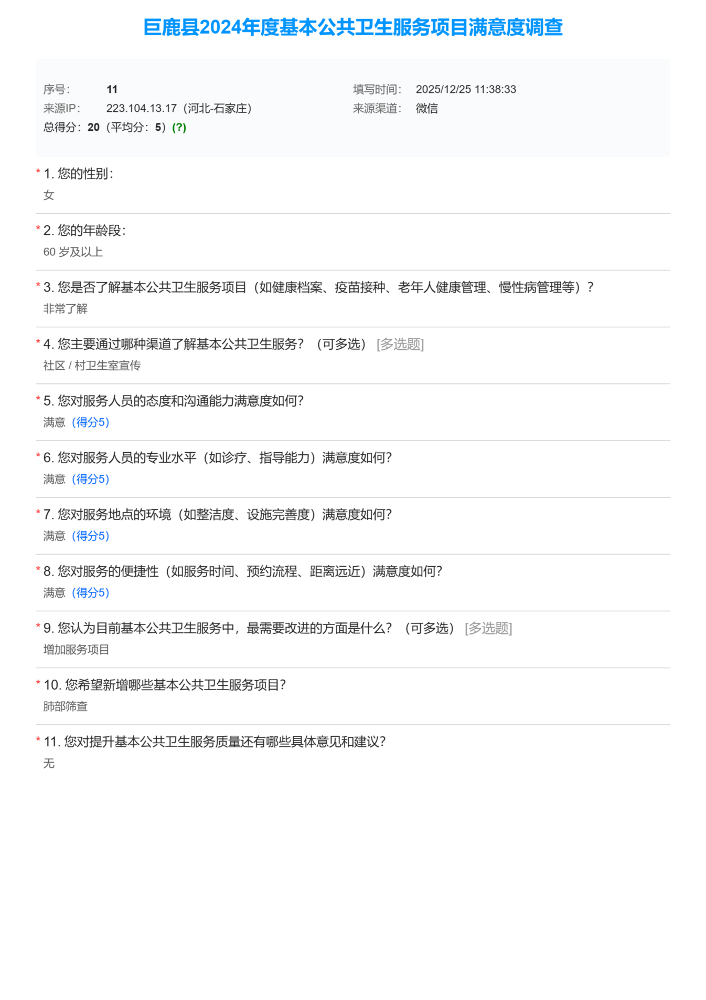 巨鹿县2024年度基本公共卫生服务项目满意度调查
序号： 11 填写时间： 2025/12/25 11:38:33
来源IP： 223.104.13.17（河北-石家庄） 来源渠道： 微信
总得分：20（平均分：5）(?)
* 1. 您的性别：
女
* 2. 您的年龄段：
60 岁及以上
* 3. 您是否了解基本公共卫生服务项目（如健康档案、疫苗接种、老年人健康管理、慢性病管理等）？
非常了解
* 4. 您主要通过哪种渠道了解基本公共卫生服务？（可多选） [多选题]
社区 / 村卫生室宣传
* 5. 您对服务人员的态度和沟通能力满意度如何？
满意（得分5）
* 6. 您对服务人员的专业水平（如诊疗、指导能力）满意度如何？
满意（得分5）
* 7. 您对服务地点的环境（如整洁度、设施完善度）满意度如何？
满意（得分5）
* 8. 您对服务的便捷性（如服务时间、预约流程、距离远近）满意度如何？
满意（得分5）
* 9. 您认为目前基本公共卫生服务中，最需要改进的方面是什么？（可多选） [多选题]
增加服务项目
* 10. 您希望新增哪些基本公共卫生服务项目？
肺部筛查
* 11. 您对提升基本公共卫生服务质量还有哪些具体意见和建议？
无